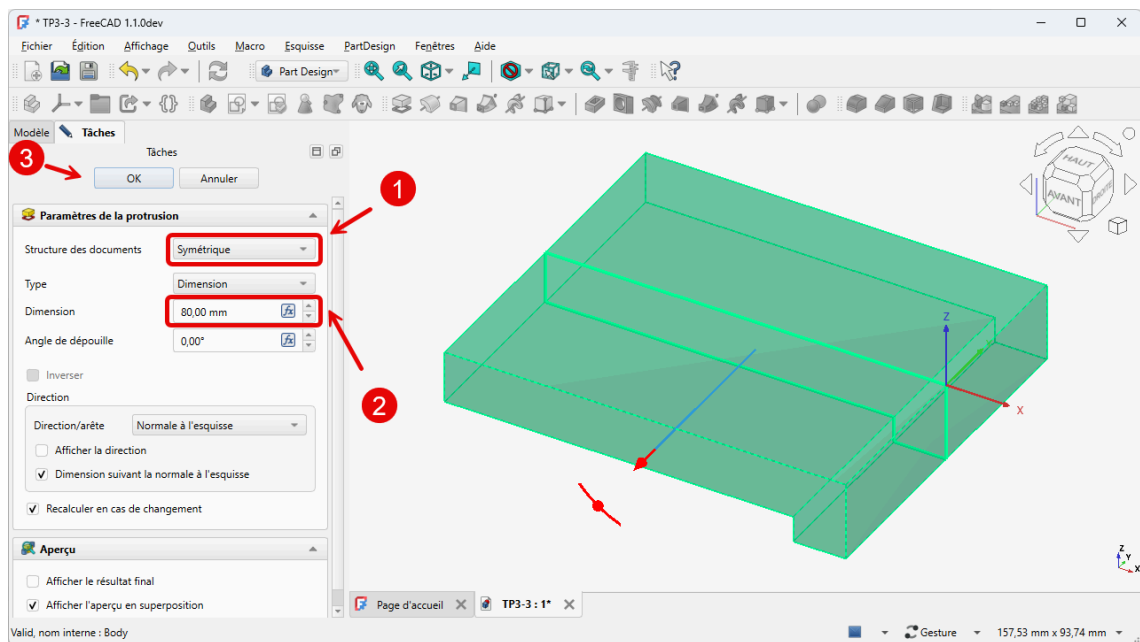 * TP3-3 - FreeCAD 1.1.0dev
Fichier Édition Affichage Outils Macro Esquisse PartDesign Fenêtres Aide
Part Design
Modèle Tâches
Tâches
3
OK Annuler
1
Paramètres de la protrusion
Structure des documents Symétrique
Type Dimension
Dimension 80,00 mm
Angle de dépouille 0,00°
Inverser
2
Direction
Direction/arête Normale à l'esquisse
Afficher la direction
Dimension suivant la normale à l'esquisse
Recalculer en cas de changement
Aperçu
Afficher le résultat final
Afficher l'aperçu en superposition
HAUT
AVANT
DROITE
Z
X
Z
Y
X
Page d'accueil TP3-3 : 1*
Valid, nom interne : Body
Gesture 157,53 mm x 93,74 mm